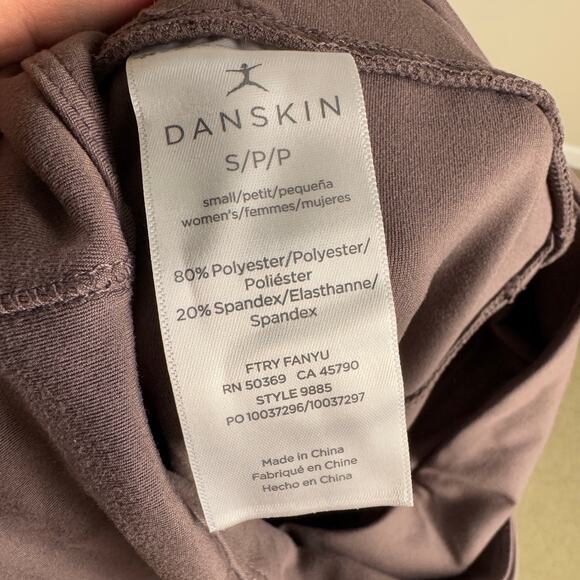 DANSKIN
S/P/P
small/petit/pequeña
women's/femmes/mujeres
80% Polyester/Polyester/
Poliéster
20% Spandex/Elasthanne/
Spandex
FTRY FANYU
RN 50369 CA 45790
STYLE 9885
PO 10037296/10037297
Made in China
Fabriqué en Chine
Hecho en China